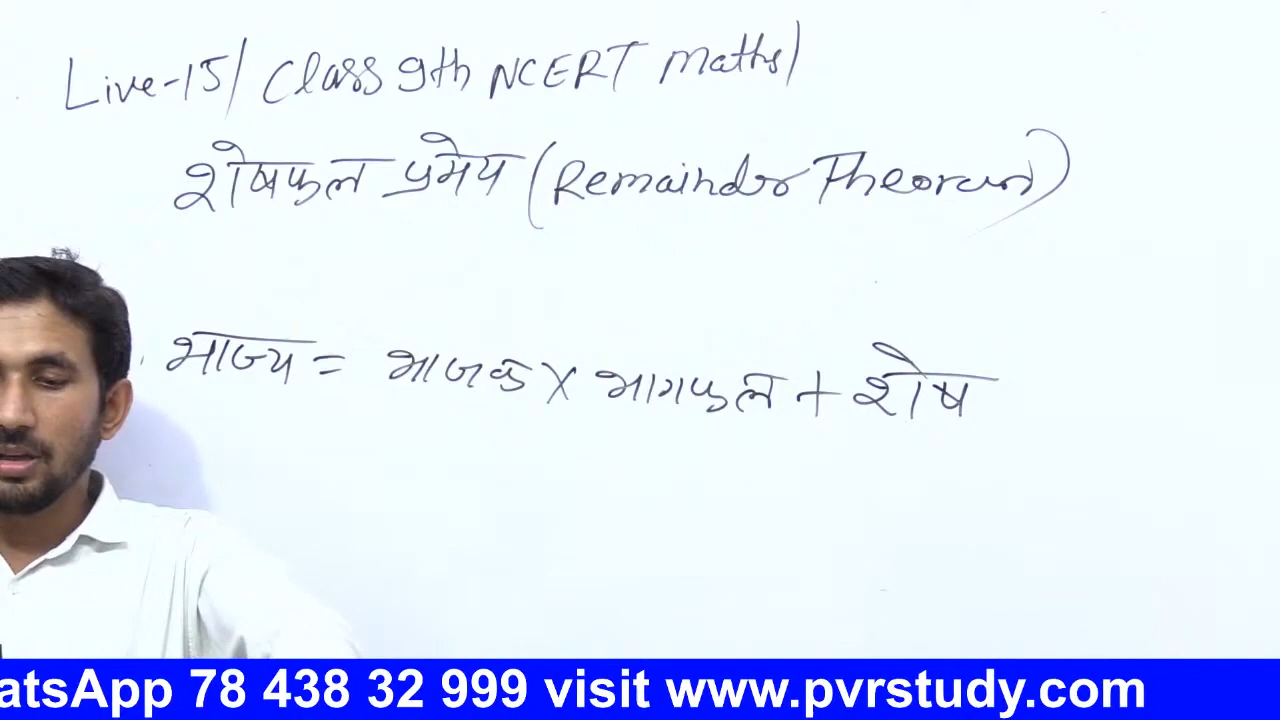 Live-15/ Class 9th NCERT Maths/
शेषफल प्रमेय (Remainder Theorem)
भाज्य = भाजक × भागफल + शेष
atsApp 78 438 32 999 visit www.pvrstudy.com